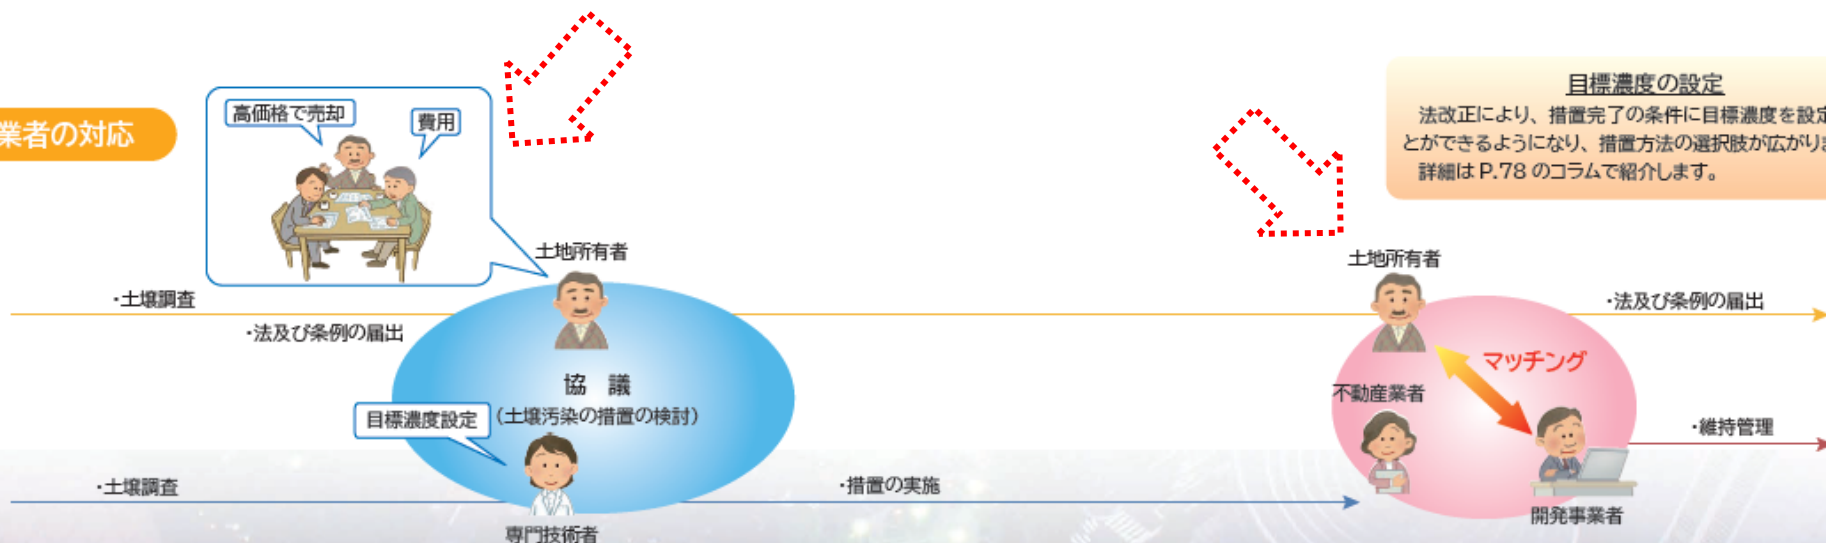 業者の対応
高価格で売却
費用
目標濃度の設定
法改正により、措置完了の条件に目標濃度を設定
とができるようになり、措置方法の選択肢が広がりま
詳細は P.78 のコラムで紹介します。
土地所有者
・土壌調査
・法及び条例の届出
協 議
(土壌汚染の措置の検討)
目標濃度設定
・土壌調査
専門技術者
・措置の実施
土地所有者
・法及び条例の届出
マッチング
不動産業者
・維持管理
開発事業者